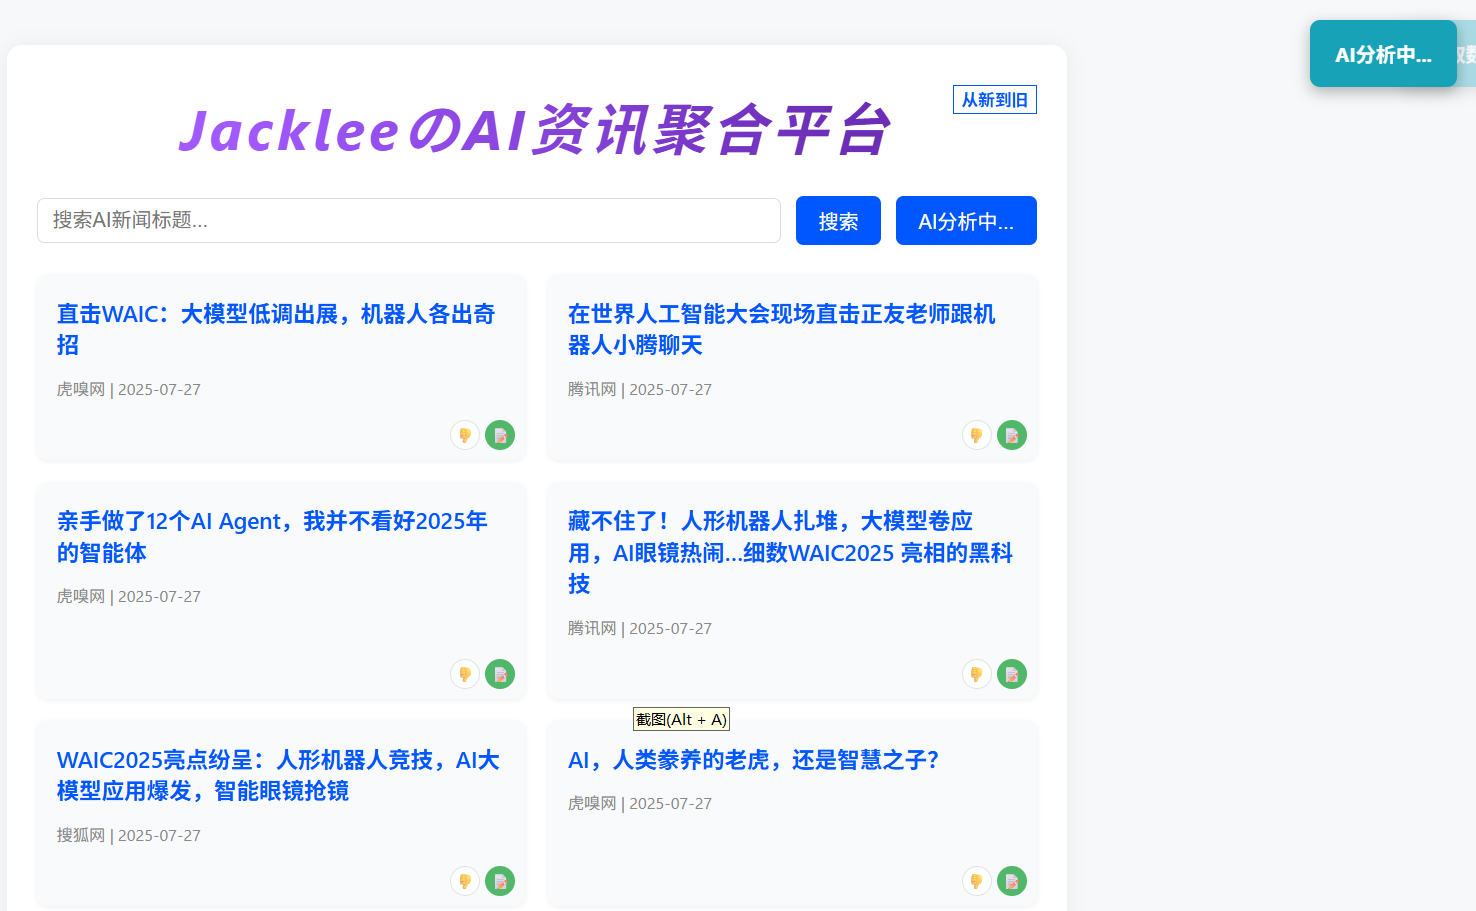 AI分析中...
从新到旧
JackleeのAI资讯聚合平台
搜索AI新闻标题...
搜索
AI分析中...
直击WAIC：大模型低调出展，机器人各出奇
招
虎嗅网 | 2025-07-27
在世界人工智能大会现场直击正友老师跟机
器人小腾聊天
腾讯网 | 2025-07-27
亲手做了12个AI Agent，我并不看好2025年
的智能体
虎嗅网 | 2025-07-27
藏不住了！人形机器人扎堆，大模型卷应
用，AI眼镜热闹...细数WAIC2025 亮相的黑科
技
腾讯网 | 2025-07-27
截图(Alt + A)
WAIC2025亮点纷呈：人形机器人竞技，AI大
模型应用爆发，智能眼镜抢镜
搜狐网 | 2025-07-27
AI，人类豢养的老虎，还是智慧之子？
虎嗅网 | 2025-07-27